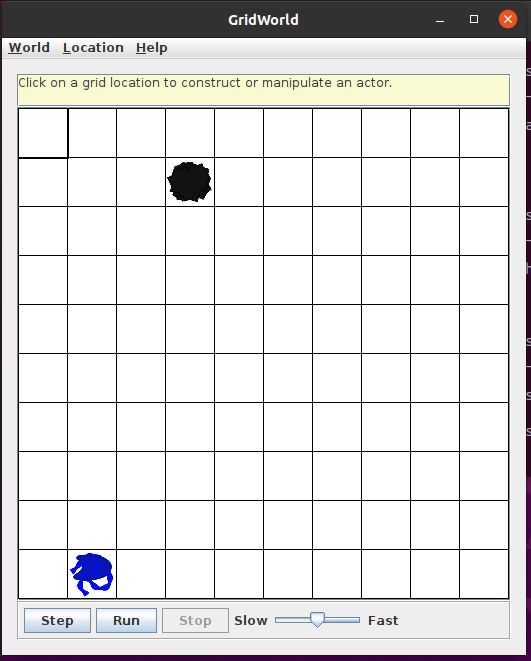 GridWorld
World Location Help
Click on a grid location to construct or manipulate an actor.
Step Run Stop Slow Fast